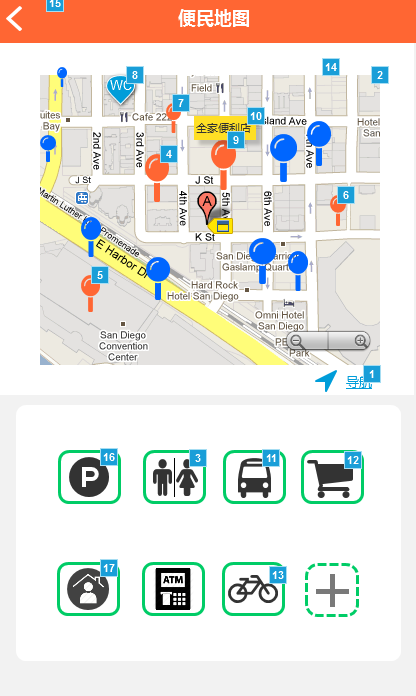 15
便民地图
8
14
2
WC
Field
7
Suites
Bay
Cafe 22
10
Island Ave
全家便利店
Hotel
San
2nd Ave
3rd Ave
9
4
J St
J St
A
4th Ave
5th Ave
6th Ave
6
Martin Luther
Promenade
K St
E Harbor Dr
San Diego Marriott
Gaslamp Quarter
5
Hard Rock
Hotel San Diego
Omni Hotel
San Diego
San Diego
Convention
Center
Park
1
导航
16
3
11
12
P
17
13
ATM